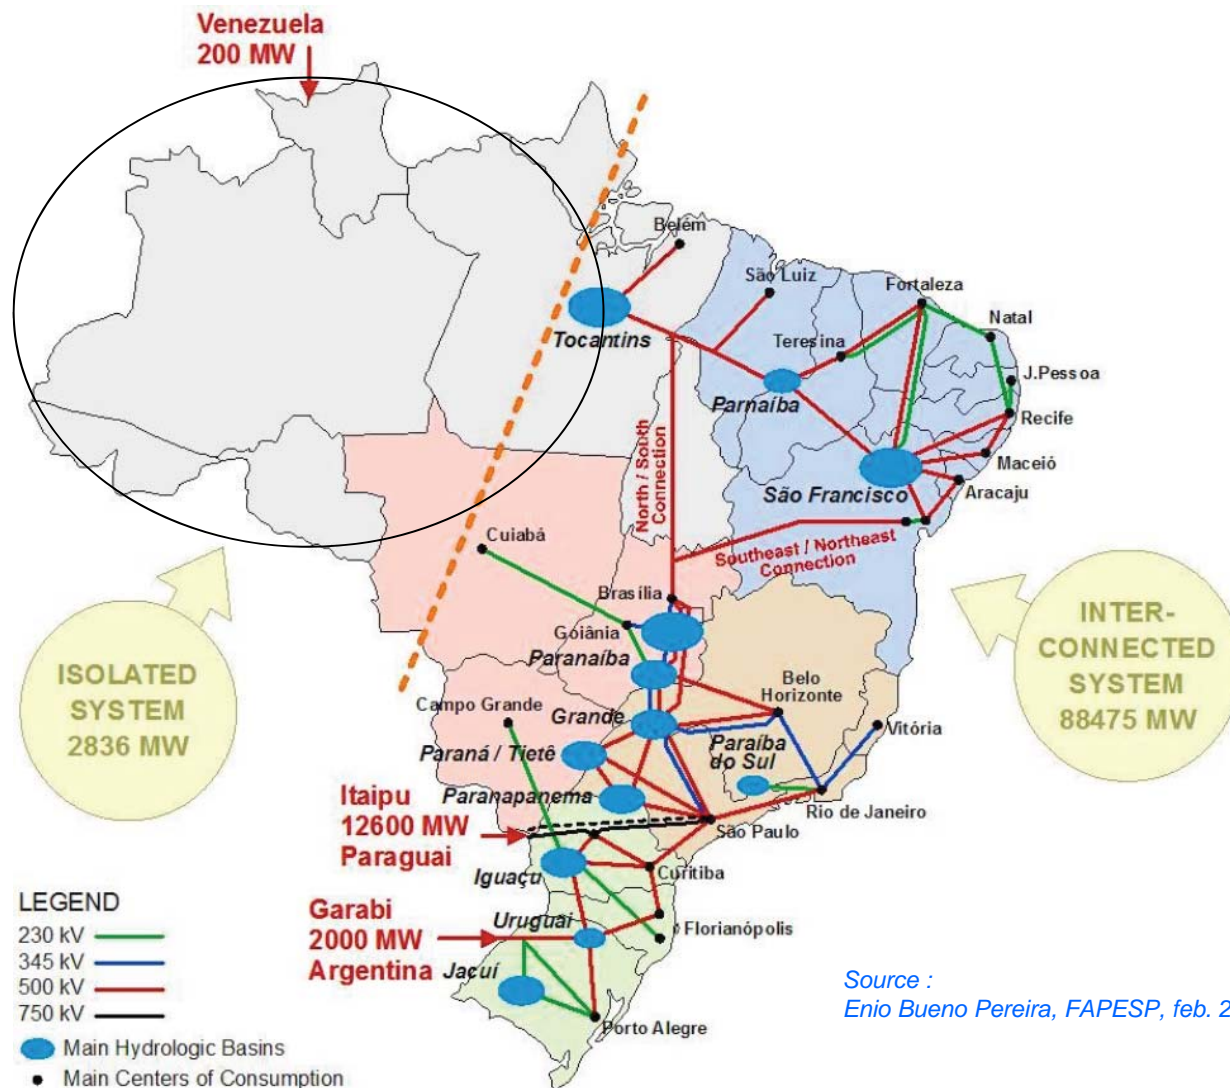 Venezuela
200 MW
Belém
São Luiz
Fortaleza
Natal
Tocantins
Teresina
J.Pessoa
Parnaíba
Recife
Maceió
São Francisco
Aracaju
North / South
Connection
Southeast / Northeast
Connection
Cuiabá
Brasília
Goiânia
Paranaíba
ISOLATED
SYSTEM
2836 MW
INTER-
CONNECTED
SYSTEM
88475 MW
Belo
Horizonte
Campo Grande
Grande
Vitória
Paraná / Tietê
Paraíba
do Sul
Paranapanema
Rio de Janeiro
São Paulo
Itaipu
12600 MW
Paraguai
Iguaçu
Curitiba
Garabi
2000 MW
Argentina
Uruguai
Florianópolis
Jacuí
Porto Alegre
LEGEND
230 kV
345 kV
500 kV
750 kV
Main Hydrologic Basins
Main Centers of Consumption
Source :
Enio Bueno Pereira, FAPESP, feb. 2